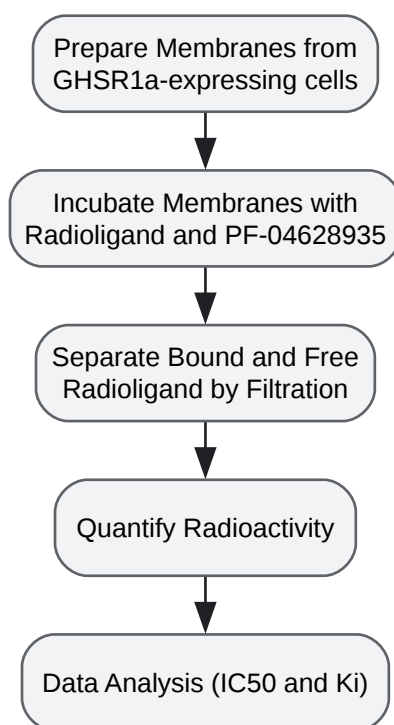 Prepare Membranes from
GHSR1a-expressing cells
Incubate Membranes with
Radioligand and PF-04628935
Separate Bound and Free
Radioligand by Filtration
Quantify Radioactivity
Data Analysis (IC50 and Ki)